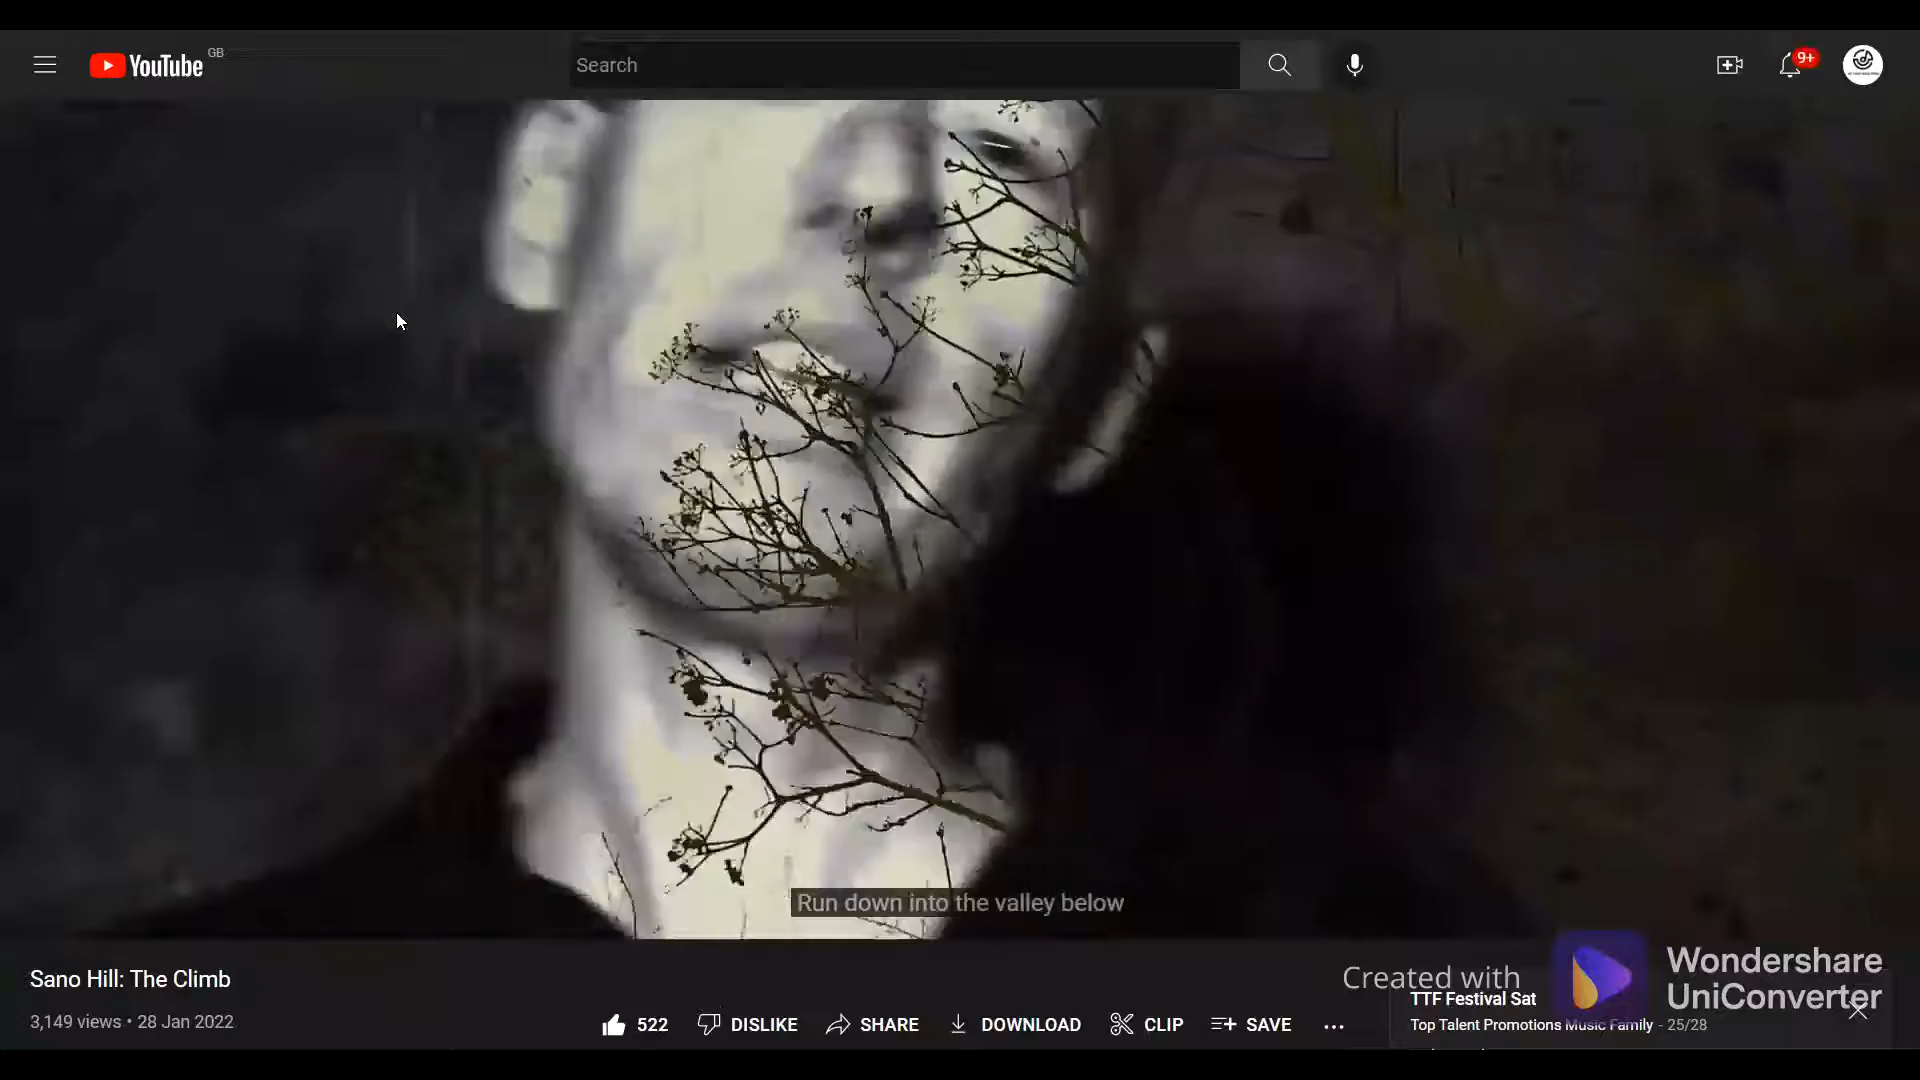 YouTube GB
Search
9+
Run down into the valley below
Sano Hill: The Climb
3,149 views • 28 Jan 2022
522 DISLIKE SHARE DOWNLOAD CLIP SAVE
Created with
Wondershare
UniConverter
TTF Festival Sat
Top Talent Promotions Music Family - 25/28